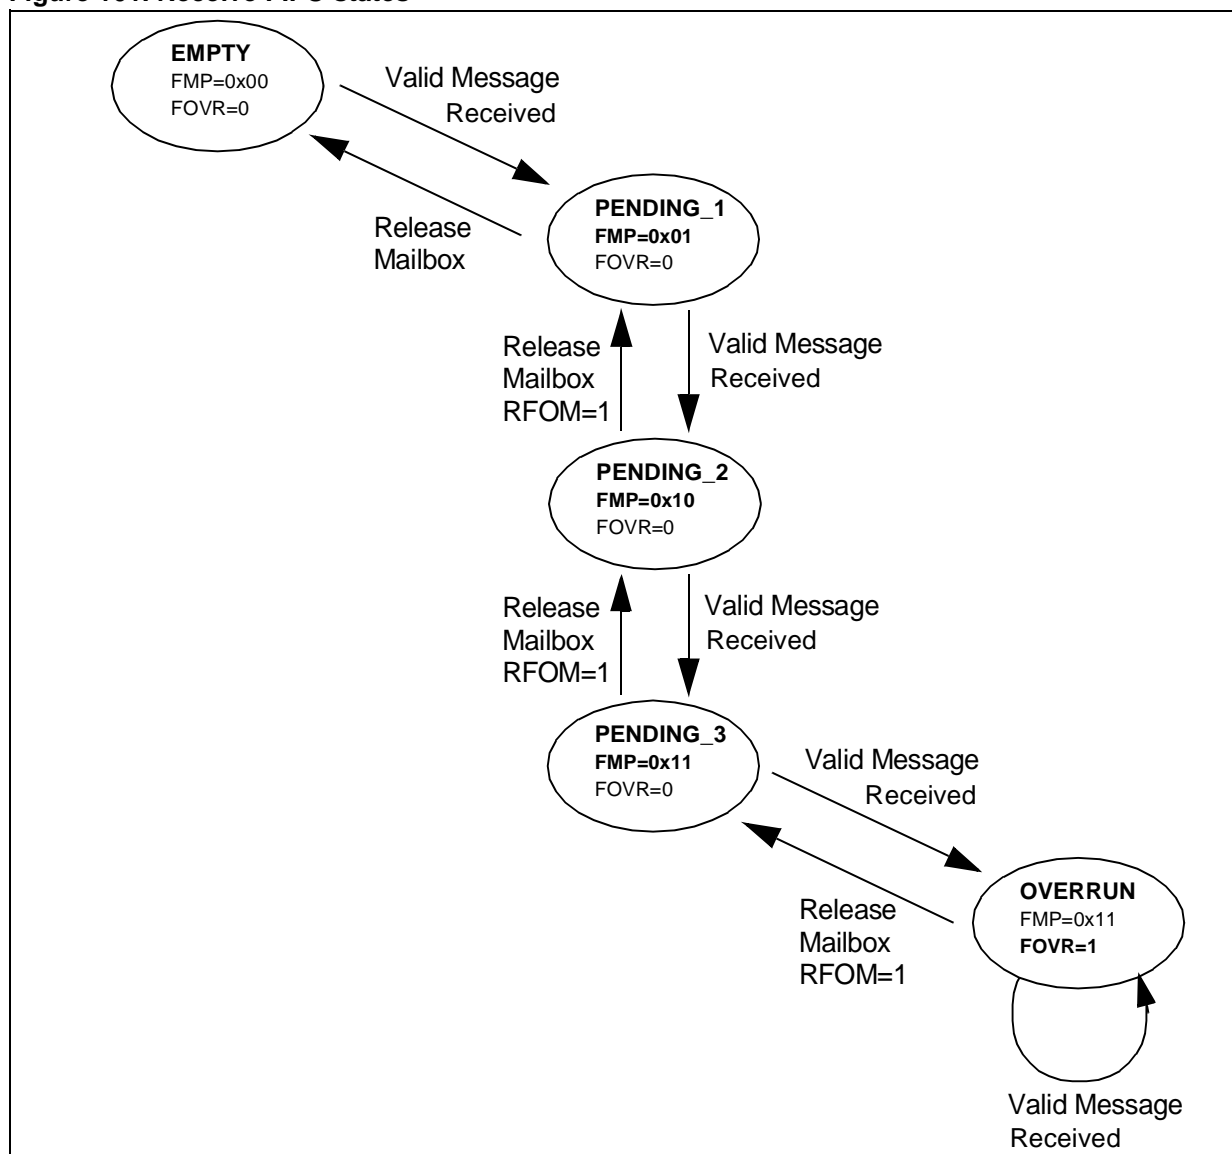 EMPTY
FMP=0x00
FOVR=0
Valid Message
Received
Release
Mailbox
PENDING_1
FMP=0x01
FOVR=0
Release
Mailbox
RFOM=1
Valid Message
Received
PENDING_2
FMP=0x10
FOVR=0
Release
Mailbox
RFOM=1
Valid Message
Received
PENDING_3
FMP=0x11
FOVR=0
Valid Message
Received
Release
Mailbox
RFOM=1
OVERRUN
FMP=0x11
FOVR=1
Valid Message
Received